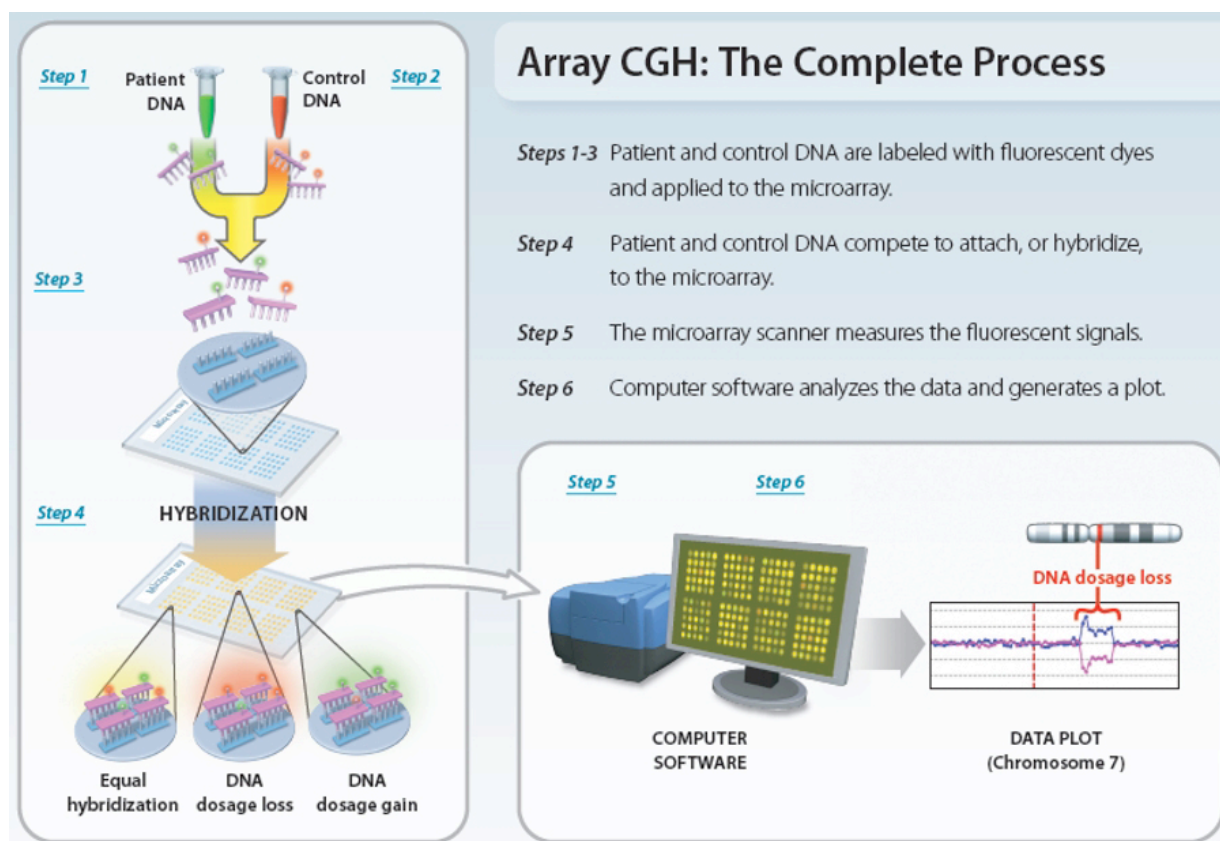 Array CGH: The Complete Process
Step 1
Patient
DNA
Control
DNA
Step 2
Step 3
Microarray
Step 4
HYBRIDIZATION
Microarray
Equal
hybridization
DNA
dosage loss
DNA
dosage gain
Steps 1-3 Patient and control DNA are labeled with fluorescent dyes
and applied to the microarray.
Step 4 Patient and control DNA compete to attach, or hybridize,
to the microarray.
Step 5 The microarray scanner measures the fluorescent signals.
Step 6 Computer software analyzes the data and generates a plot.
Step 5
Step 6
DNA dosage loss
COMPUTER
SOFTWARE
DATA PLOT
(Chromosome 7)